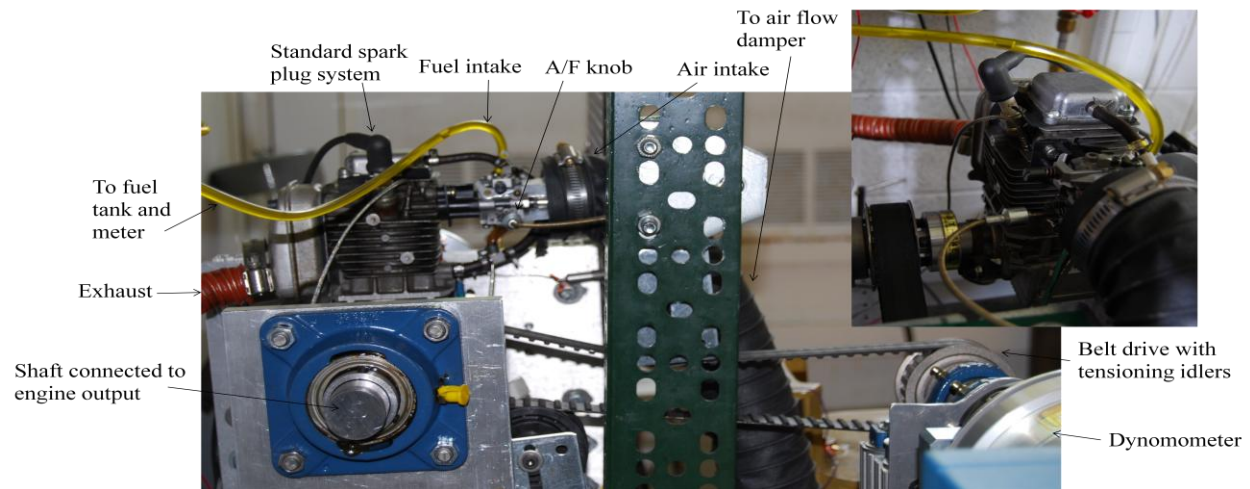 To air flow
damper
Standard spark
plug system
Fuel intake
A/F knob
Air intake
To fuel
tank and
meter
Exhaust
Shaft connected to
engine output
Belt drive with
tensioning idlers
Dynomometer